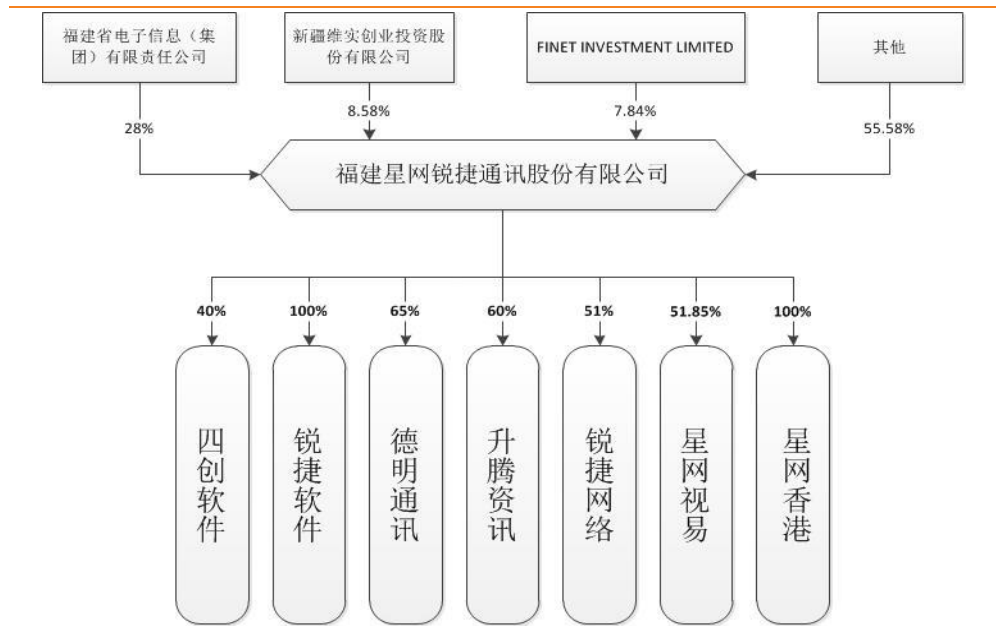 福建省电子信息（集
团）有限责任公司
新疆维实创业投资股
份有限公司
FINET INVESTMENT LIMITED
其他
28%
8.58%
7.84%
55.58%
福建星网锐捷通讯股份有限公司
40%
100%
65%
60%
51%
51.85%
100%
四创软件
锐捷软件
德明通讯
升腾资讯
锐捷网络
星网视易
星网香港